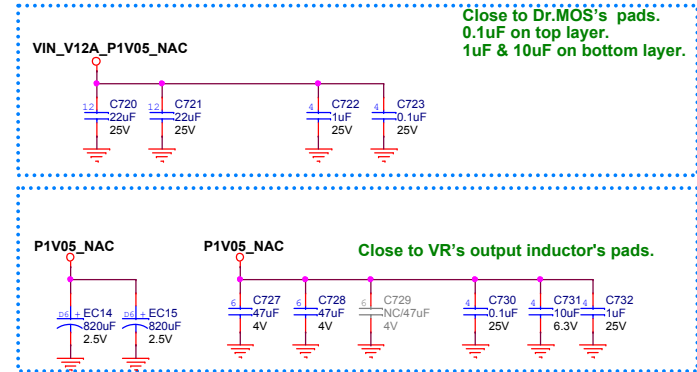 Close to Dr.MOS's pads.
0.1uF on top layer.
1uF & 10uF on bottom layer.
VIN_V12A_P1V05_NAC
12 C720
22uF
25V
12 C721
22uF
25V
4 C722
1uF
25V
4 C723
0.1uF
25V
P1V05_NAC
P1V05_NAC
Close to VR's output inductor's pads.
D6 + EC14
820uF
2.5V
D6 + EC15
820uF
2.5V
6 C727
47uF
4V
6 C728
47uF
4V
6 C729
NC/47uF
4V
4 C730
0.1uF
25V
6 C731
10uF
6.3V
4 C732
1uF
25V